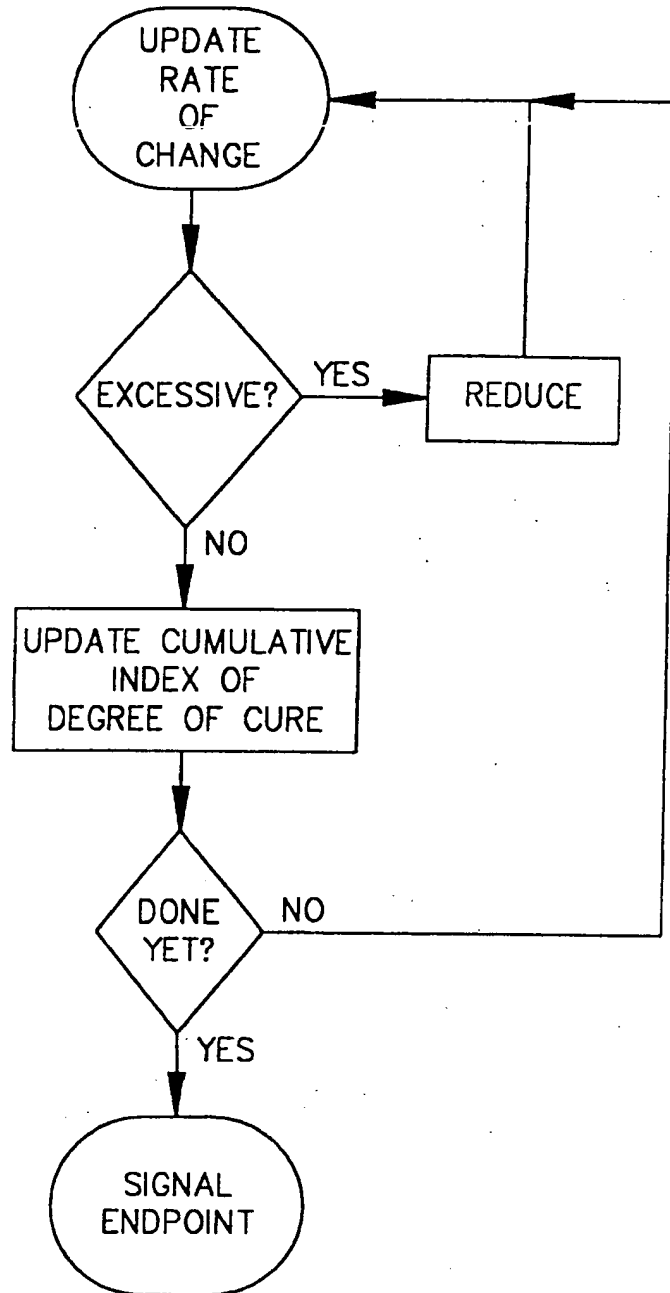 UPDATE
RATE
OF
CHANGE
EXCESSIVE?
YES
REDUCE
NO
UPDATE CUMULATIVE
INDEX OF
DEGREE OF CURE
DONE
YET?
NO
YES
SIGNAL
ENDPOINT